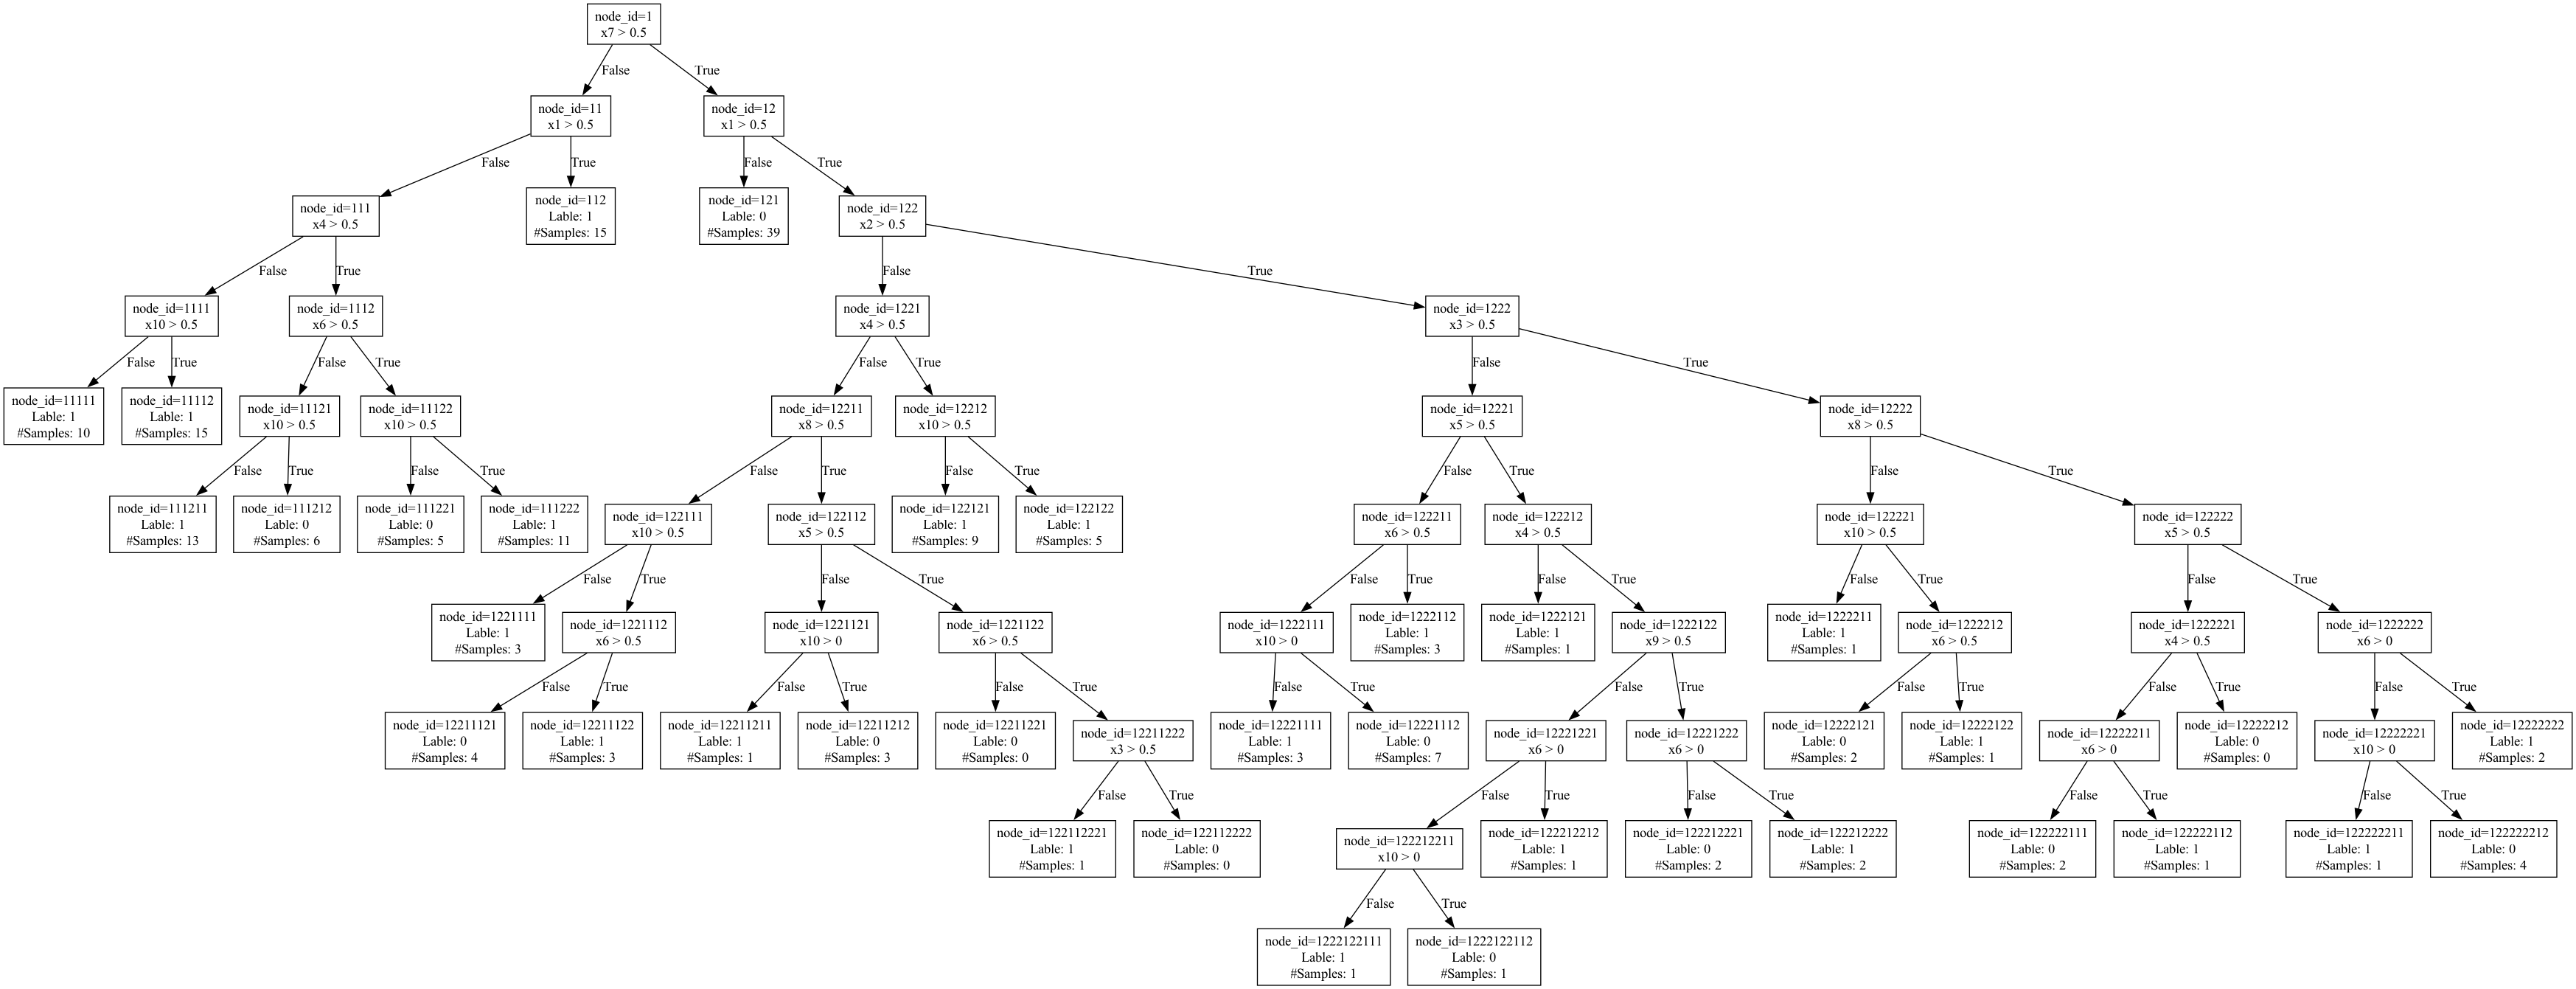 node_id=1
x7 > 0.5
False
True
node_id=11
x1 > 0.5
node_id=12
x1 > 0.5
False
True
False
True
node_id=111
x4 > 0.5
node_id=112
Lable: 1
#Samples: 15
node_id=121
Lable: 0
#Samples: 39
node_id=122
x2 > 0.5
False
True
False
True
node_id=1111
x10 > 0.5
node_id=1112
x6 > 0.5
node_id=1221
x4 > 0.5
node_id=1222
x3 > 0.5
False
True
False
True
False
True
False
True
node_id=11111
Lable: 1
#Samples: 10
node_id=11112
Lable: 1
#Samples: 15
node_id=11121
x10 > 0.5
node_id=11122
x10 > 0.5
node_id=12211
x8 > 0.5
node_id=12212
x10 > 0.5
node_id=12221
x5 > 0.5
node_id=12222
x8 > 0.5
False
True
False
True
False
True
False
True
False
True
False
True
node_id=111211
Lable: 1
#Samples: 13
node_id=111212
Lable: 0
#Samples: 6
node_id=111221
Lable: 0
#Samples: 5
node_id=111222
Lable: 1
#Samples: 11
node_id=122111
x10 > 0.5
node_id=122112
x5 > 0.5
node_id=122121
Lable: 1
#Samples: 9
node_id=122122
Lable: 1
#Samples: 5
node_id=122211
x6 > 0.5
node_id=122212
x4 > 0.5
node_id=122221
x10 > 0.5
node_id=122222
x5 > 0.5
False
True
False
True
False
True
False
True
False
True
False
True
node_id=1221111
Lable: 1
#Samples: 3
node_id=1221112
x6 > 0.5
node_id=1221121
x10 > 0
node_id=1221122
x6 > 0.5
node_id=1222111
x10 > 0
node_id=1222112
Lable: 1
#Samples: 3
node_id=1222121
Lable: 1
#Samples: 1
node_id=1222122
x9 > 0.5
node_id=1222211
Lable: 1
#Samples: 1
node_id=1222212
x6 > 0.5
node_id=1222221
x4 > 0.5
node_id=1222222
x6 > 0
False
True
False
True
False
True
False
True
False
True
False
True
False
True
False
True
node_id=12211121
Lable: 0
#Samples: 4
node_id=12211122
Lable: 1
#Samples: 3
node_id=12211211
Lable: 1
#Samples: 1
node_id=12211212
Lable: 0
#Samples: 3
node_id=12211221
Lable: 0
#Samples: 0
node_id=12211222
x3 > 0.5
node_id=12221111
Lable: 1
#Samples: 3
node_id=12221112
Lable: 0
#Samples: 7
node_id=12221221
x6 > 0
node_id=12221222
x6 > 0
node_id=12222121
Lable: 0
#Samples: 2
node_id=12222122
Lable: 1
#Samples: 1
node_id=12222211
x6 > 0
node_id=12222212
Lable: 0
#Samples: 0
node_id=12222221
x10 > 0
node_id=12222222
Lable: 1
#Samples: 2
False
True
False
True
False
True
False
True
False
True
node_id=122112221
Lable: 1
#Samples: 1
node_id=122112222
Lable: 0
#Samples: 0
node_id=122212211
x10 > 0
node_id=122212212
Lable: 1
#Samples: 1
node_id=122212221
Lable: 0
#Samples: 2
node_id=122212222
Lable: 1
#Samples: 2
node_id=122222111
Lable: 0
#Samples: 2
node_id=122222112
Lable: 1
#Samples: 1
node_id=122222211
Lable: 1
#Samples: 1
node_id=122222212
Lable: 0
#Samples: 4
False
True
node_id=1222122111
Lable: 1
#Samples: 1
node_id=1222122112
Lable: 0
#Samples: 1